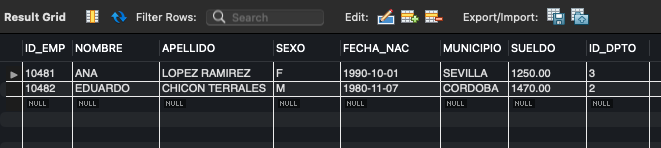 Result Grid Filter Rows: Search Edit: Export/Import:
ID_EMP NOMBRE APELLIDO SEXO FECHA_NAC MUNICIPIO SUELDO ID_DPTO
10481 ANA LOPEZ RAMIREZ F 1990-10-01 SEVILLA 1250.00 3
10482 EDUARDO CHICON TERRALES M 1980-11-07 CORDOBA 1470.00 2
NULL NULL NULL NULL NULL NULL NULL NULL